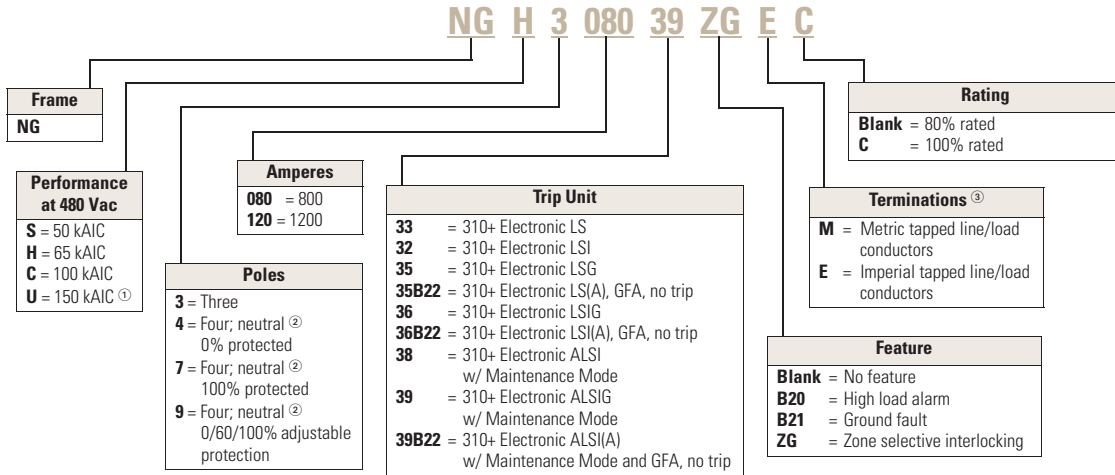 NG H 3 080 39 ZG E C
Frame
NG
Performance
at 480 Vac
S = 50 kAIC
H = 65 kAIC
C = 100 kAIC
U = 150 kAIC ①
Poles
3 = Three
4 = Four; neutral ②
0% protected
7 = Four; neutral ②
100% protected
9 = Four; neutral ②
0/60/100% adjustable
protection
Amperes
080 = 800
120 = 1200
Trip Unit
33 = 310+ Electronic LS
32 = 310+ Electronic LSI
35 = 310+ Electronic LSG
35B22 = 310+ Electronic LS(A), GFA, no trip
36 = 310+ Electronic LSIG
36B22 = 310+ Electronic LSI(A), GFA, no trip
38 = 310+ Electronic ALSI
w/ Maintenance Mode
39 = 310+ Electronic ALSIG
w/ Maintenance Mode
39B22 = 310+ Electronic ALSI(A)
w/ Maintenance Mode and GFA, no trip
Feature
Blank = No feature
B20 = High load alarm
B21 = Ground fault
ZG = Zone selective interlocking
Terminations ③
M = Metric tapped line/load
conductors
E = Imperial tapped line/load
conductors
Rating
Blank = 80% rated
C = 100% rated